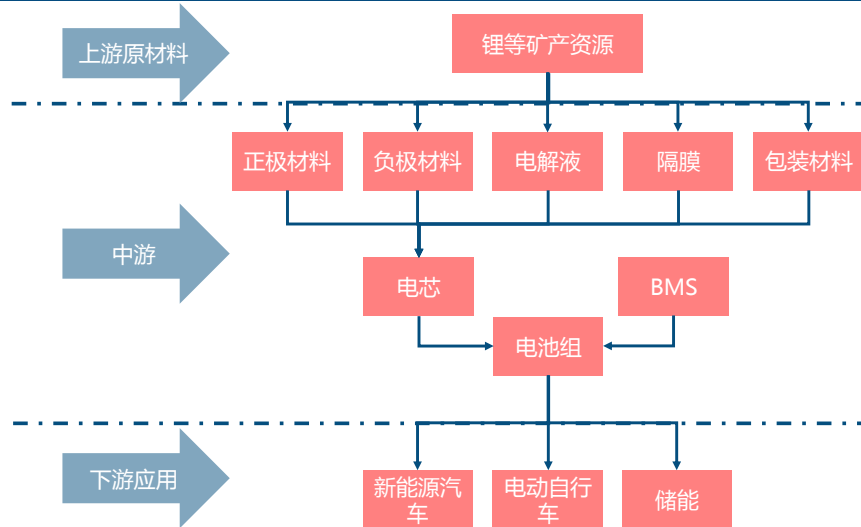 上游原材料
锂等矿产资源
正极材料
负极材料
电解液
隔膜
包装材料
中游
电芯
BMS
电池组
下游应用
新能源汽
车
电动自行
车
储能